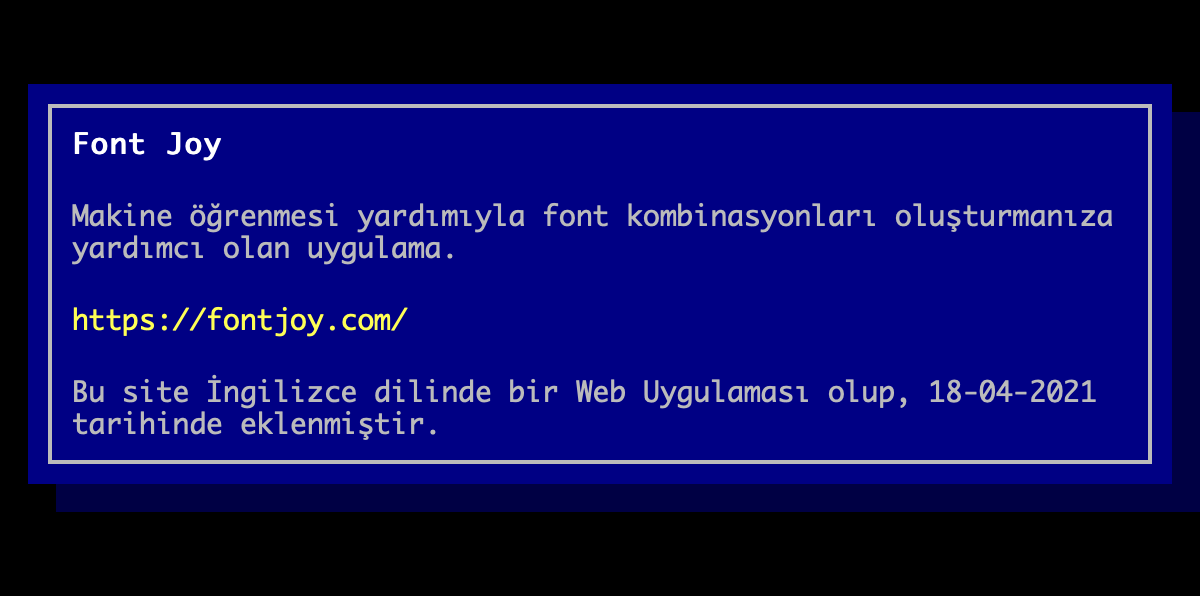 Font Joy
Makine öğrenmesi yardımıyla font kombinasyonları oluşturmanıza
yardımcı olan uygulama.
https://fontjoy.com/
Bu site İngilizce dilinde bir Web Uygulaması olup, 18-04-2021
tarihinde eklenmiştir.